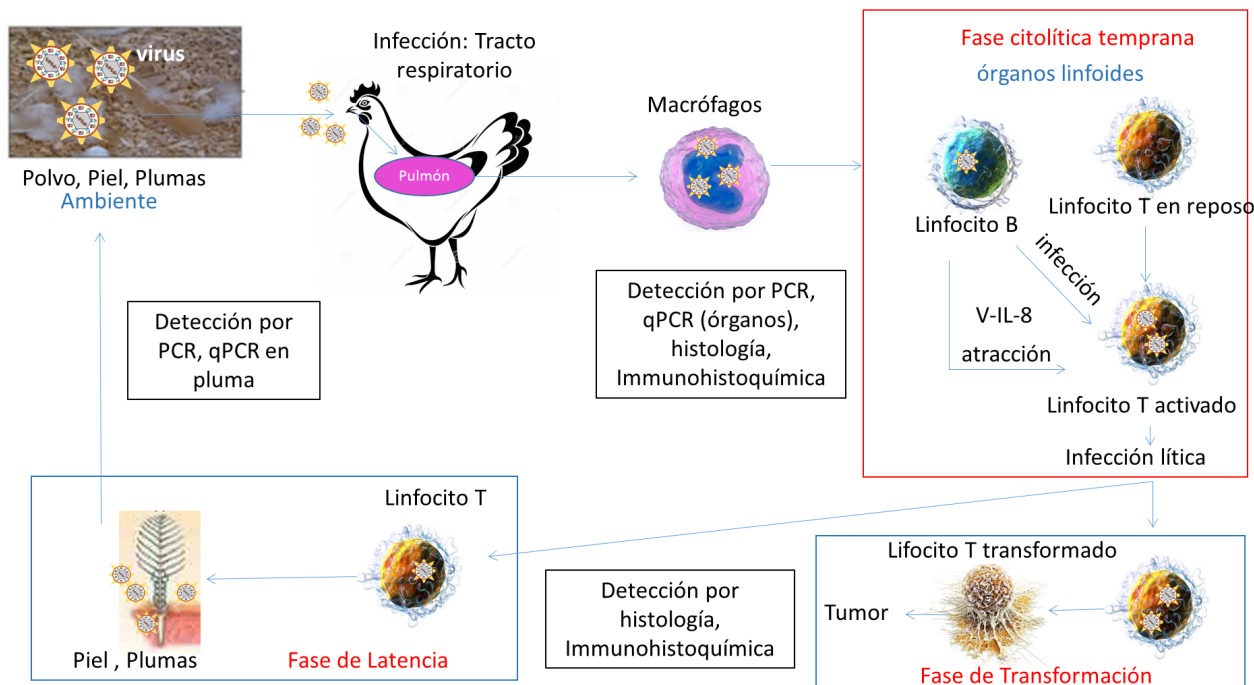 virus
Polvo, Piel, Plumas
Ambiente
Infección: Tracto
respiratorio
Pulmón
Macrófagos
Fase citolítica temprana
órganos linfoides
Linfocito B
Linfocito T en reposo
infección
V-IL-8
atracción
Linfocito T activado
Infección lítica
Detección por
PCR, qPCR en
pluma
Detección por PCR,
qPCR (órganos),
histología,
Immunohistoquímica
Linfocito T
Piel , Plumas
Fase de Latencia
Detección por
histología,
Immunohistoquímica
Lifocito T transformado
Tumor
Fase de Transformación